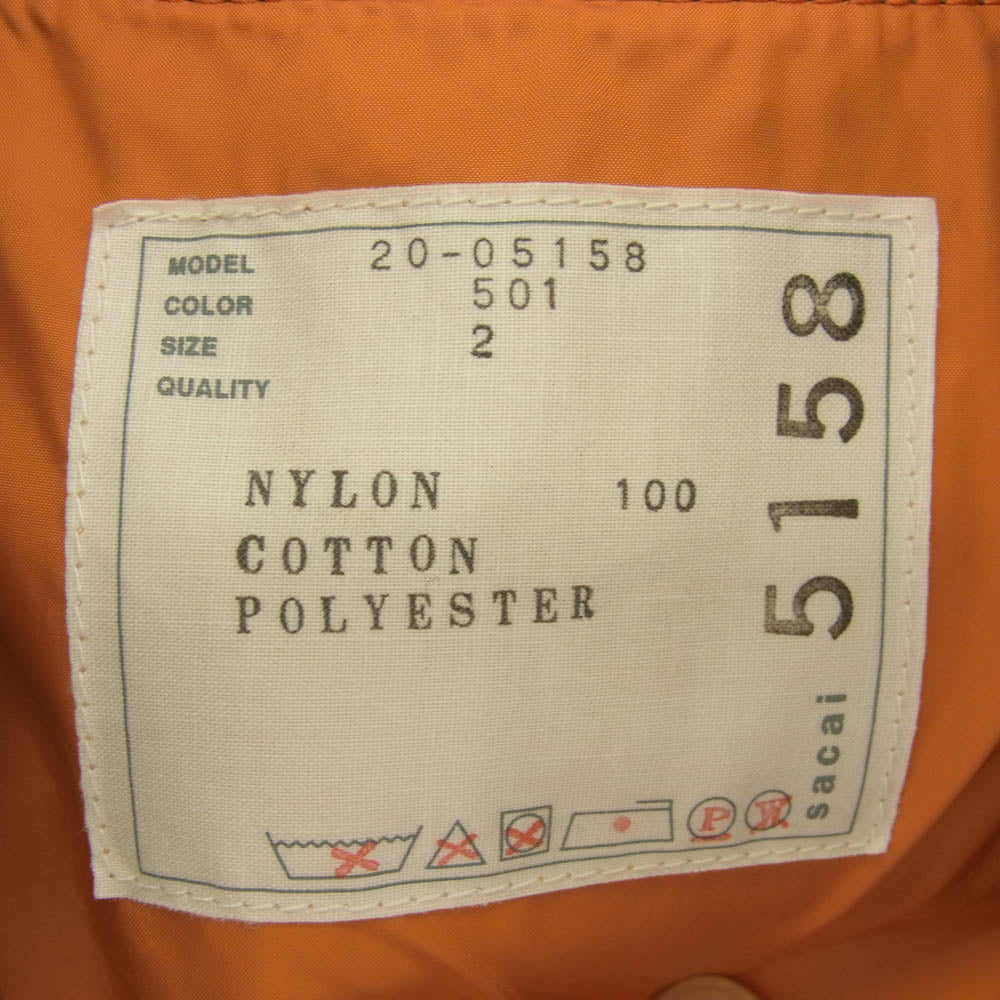 MODEL 20-05158
COLOR 501
SIZE 2
QUALITY
NYLON 100
COTTON
POLYESTER
5158
sacai
P W